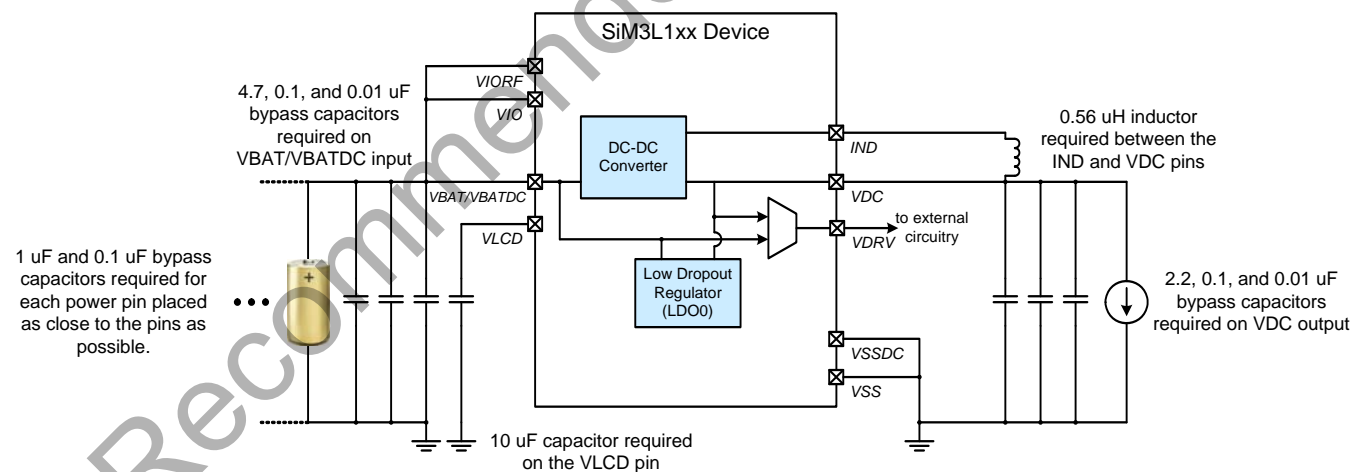 SiM3L1xx Device
VIORF
VIO
4.7, 0.1, and 0.01 uF
bypass capacitors
required on
VBAT/VBATDC input
DC-DC
Converter
IND
0.56 uH inductor
required between the
IND and VDC pins
VBAT/VBATDC
VDC
VLCD
VDRV
to external
circuitry
1 uF and 0.1 uF bypass
capacitors required for
each power pin placed
as close to the pins as
possible.
+
Low Dropout
Regulator
(LDO0)
2.2, 0.1, and 0.01 uF
bypass capacitors
required on VDC output
VSSDC
VSS
10 uF capacitor required
on the VLCD pin
Recommended